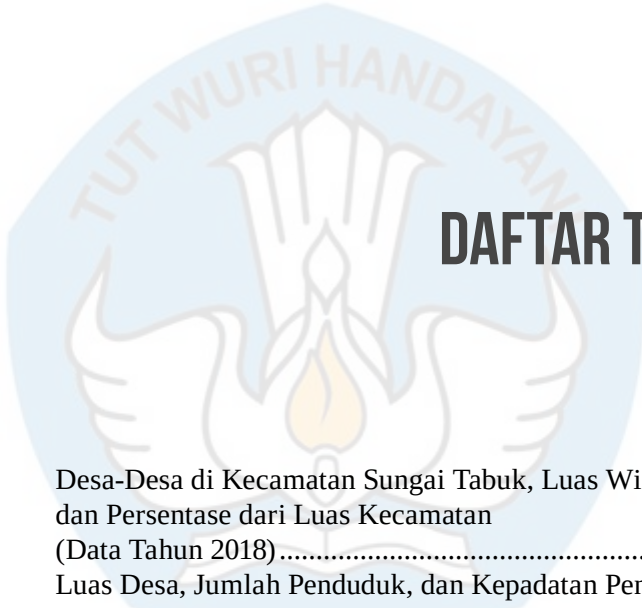 TUT WURI HANDAYANI
DAFTAR T
Desa-Desa di Kecamatan Sungai Tabuk, Luas Wi
dan Persentase dari Luas Kecamatan
(Data Tahun 2018)..................................................
Luas Desa, Jumlah Penduduk, dan Kepadatan Pen